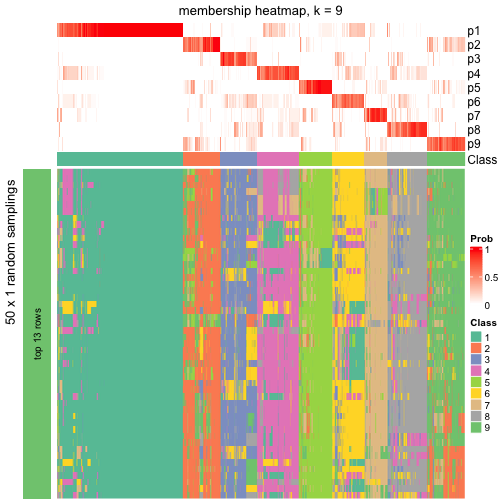 membership heatmap, k = 9
p1
p2
p3
p4
p5
p6
p7
p8
p9
Class
50 x 1 random samplings
top 13 rows
Prob
1
0.5
0
Class
1
2
3
4
5
6
7
8
9